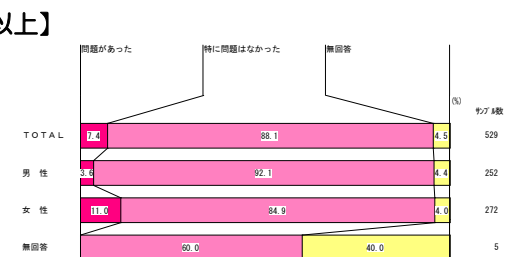 以上】
問題があった 特に問題はなかった 無回答
(%)
ｻﾝﾌﾟﾙ数
ＴＯＴＡＬ 7.4 88.1 4.5 529
男 性 3.6 92.1 4.4 252
女 性 11.0 84.9 4.0 272
無回答 60.0 40.0 5